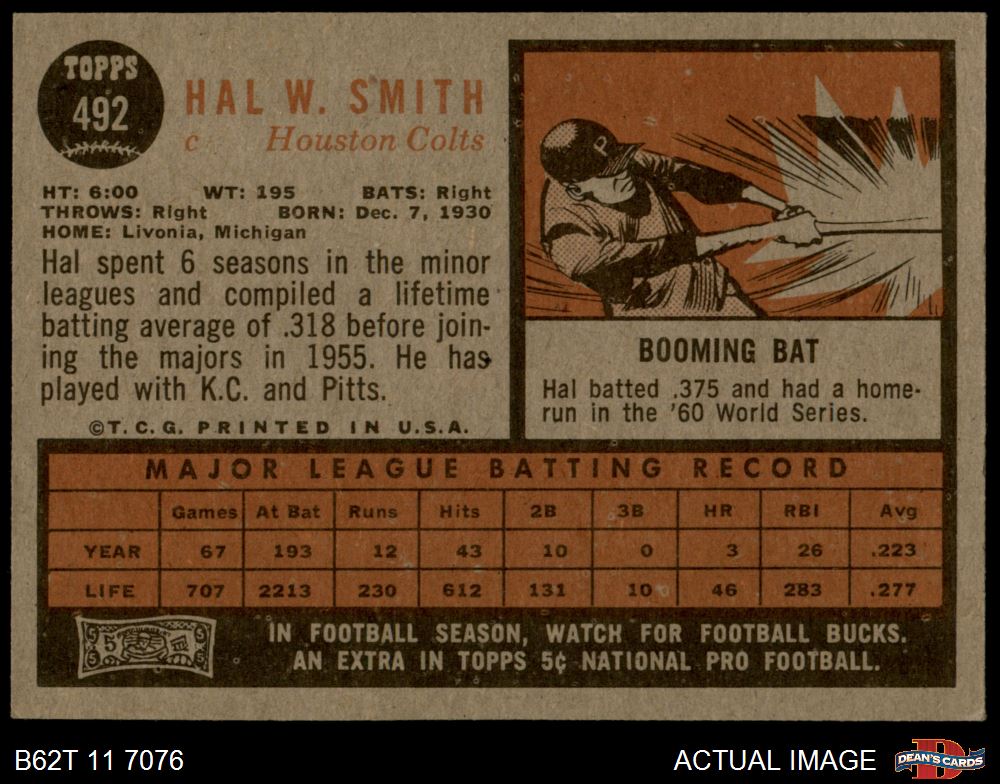 TOPPS
492
HAL W. SMITH
c Houston Colts
HT: 6:00 WT: 195 BATS: Right
THROWS: Right BORN: Dec. 7, 1930
HOME: Livonia, Michigan
Hal spent 6 seasons in the minor
leagues and compiled a lifetime
batting average of .318 before join-
ing the majors in 1955. He has
played with K.C. and Pitts.
©T.C.G. PRINTED IN U.S.A.
P
BOOMING BAT
Hal batted .375 and had a home-
run in the '60 World Series.
MAJOR LEAGUE BATTING RECORD
Games At Bat Runs Hits 2B 3B HR RBI Avg
YEAR 67 193 12 43 10 0 3 26 .223
LIFE 707 2213 230 612 131 10 46 283 .277
5
IN FOOTBALL SEASON, WATCH FOR FOOTBALL BUCKS.
AN EXTRA IN TOPPS 5¢ NATIONAL PRO FOOTBALL.
B62T 11 7076 ACTUAL IMAGE DEAN'S CARDS